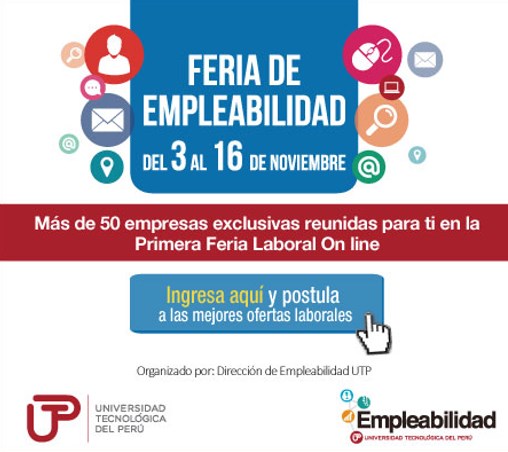 FERIA DE
EMPLEABILIDAD
DEL 3 AL 16 DE NOVIEMBRE
Más de 50 empresas exclusivas reunidas para ti en la
Primera Feria Laboral On line
Ingresa aquí y postula
a las mejores ofertas laborales
Organizado por: Dirección de Empleabilidad UTP
UTP
UNIVERSIDAD
TECNOLÓGICA
DEL PERÚ
Empleabilidad
UNIVERSIDAD TECNOLÓGICA DEL PERÚ